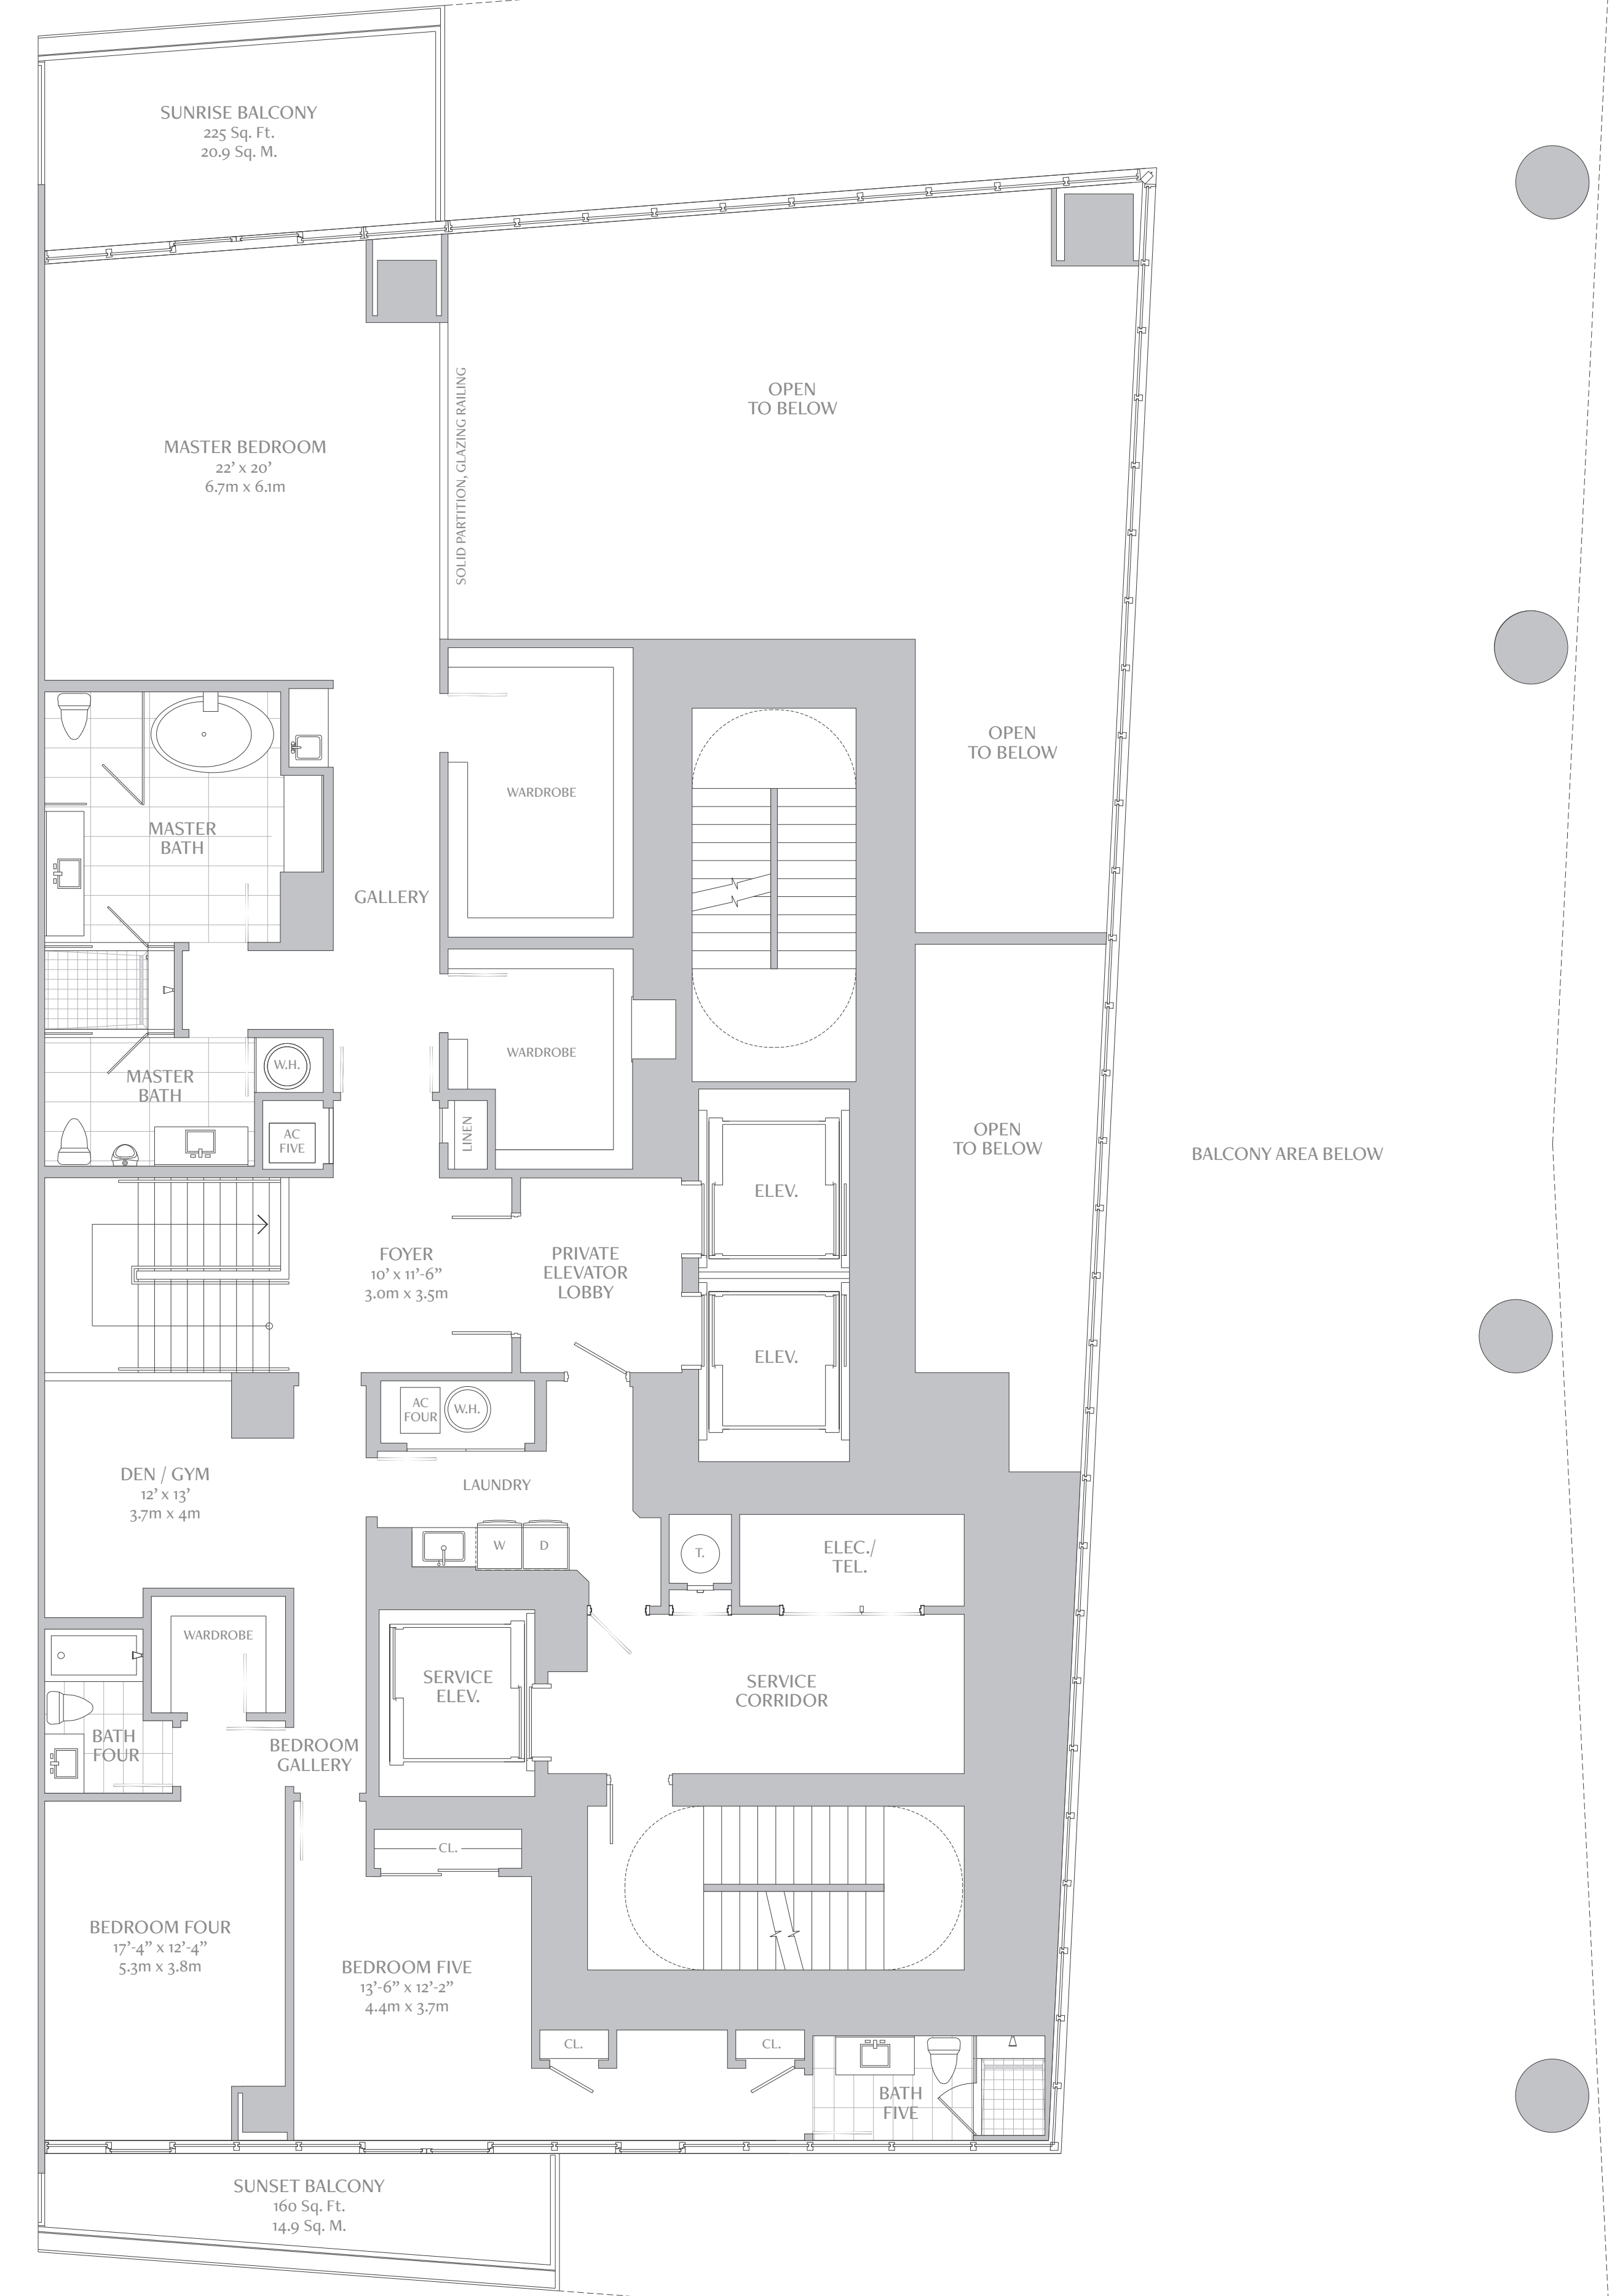 SUNRISE BALCONY
225 Sq. Ft.
20.9 Sq. M.
OPEN
TO BELOW
SOLID PARTITION, GLAZING RAILING
MASTER BEDROOM
22’ x 20’
6.7m x 6.1m
OPEN
TO BELOW
WARDROBE
MASTER
BATH
GALLERY
WARDROBE
W.H.
MASTER
BATH
AC
FIVE
LINEN
OPEN
TO BELOW
BALCONY AREA BELOW
ELEV.
FOYER
10’ x 11’-6”
3.0m x 3.5m
PRIVATE
ELEVATOR
LOBBY
ELEV.
AC
FOUR
W.H.
DEN / GYM
12’ x 13’
3.7m x 4m
LAUNDRY
W
D
T.
ELEC./
TEL.
WARDROBE
SERVICE
ELEV.
SERVICE
CORRIDOR
BATH
FOUR
BEDROOM
GALLERY
CL.
BEDROOM FOUR
17’-4” x 12’-4”
5.3m x 3.8m
BEDROOM FIVE
13’-6” x 12’-2”
4.4m x 3.7m
CL.
CL.
BATH
FIVE
SUNSET BALCONY
160 Sq. Ft.
14.9 Sq. M.